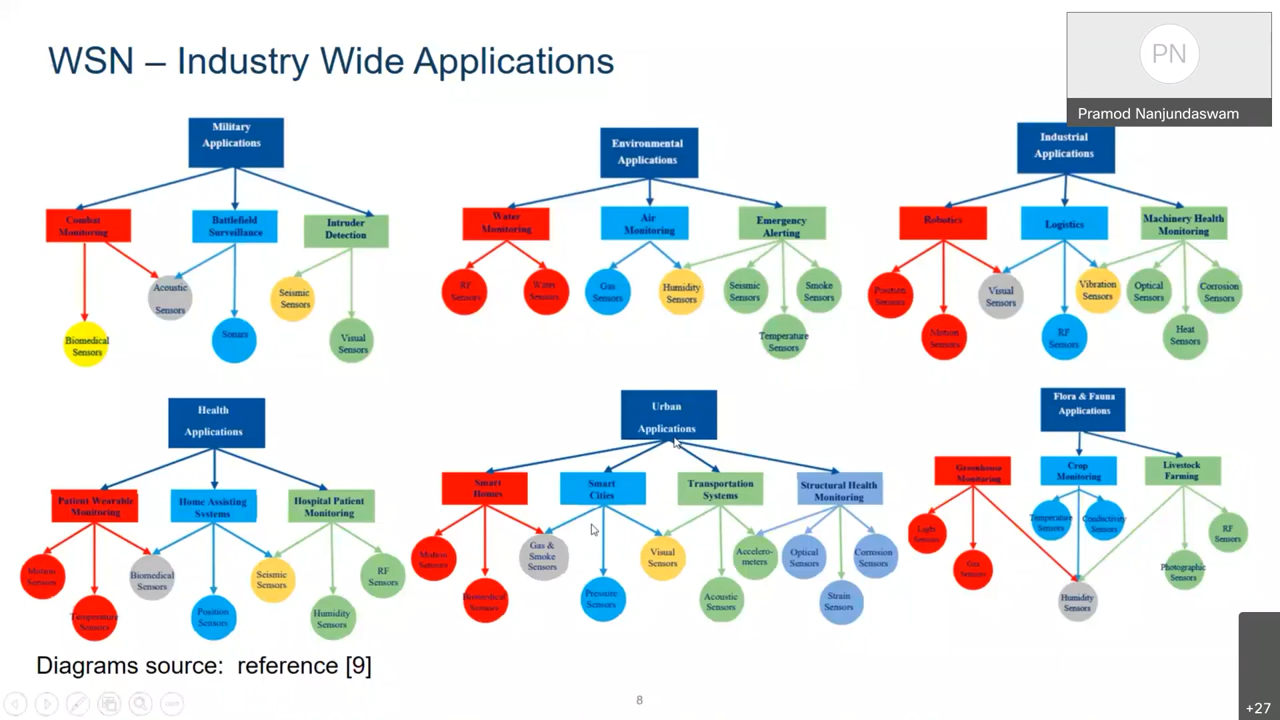 WSN – Industry Wide Applications
PN
Pramod Nanjundaswam
Military
Applications
Combat
Monitoring
Battlefield
Surveillance
Intruder
Detection
Acoustic
Sensors
Seismic
Sensors
Biomedical
Sensors
Sonars
Visual
Sensors
Environmental
Applications
Water
Monitoring
Air
Monitoring
Emergency
Alerting
RF
Sensors
Water
Sensors
Gas
Sensors
Humidity
Sensors
Seismic
Sensors
Smoke
Sensors
Temperature
Sensors
Industrial
Applications
Robotics
Logistics
Machinery Health
Monitoring
Position
Sensors
Visual
Sensors
Vibration
Sensors
Optical
Sensors
Corrosion
Sensors
Motion
Sensors
RF
Sensors
Heat
Sensors
Health
Applications
Patient Wearable
Monitoring
Home Assisting
Systems
Hospital Patient
Monitoring
Motion
Sensors
Biomedical
Sensors
Seismic
Sensors
RF
Sensors
Temperature
Sensors
Position
Sensors
Humidity
Sensors
Urban
Applications
Smart
Homes
Smart
Cities
Transportation
Systems
Structural Health
Monitoring
Motion
Sensors
Gas &
Smoke
Sensors
Visual
Sensors
Accelero-
meters
Optical
Sensors
Corrosion
Sensors
Biomedical
Sensors
Pressure
Sensors
Acoustic
Sensors
Strain
Sensors
Flora & Fauna
Applications
Greenhouse
Monitoring
Crop
Monitoring
Livestock
Farming
Light
Sensors
Temperature
Sensors
Conductivity
Sensors
RF
Sensors
Gas
Sensors
Photographic
Sensors
Humidity
Sensors
Diagrams source: reference [9]
8
+27